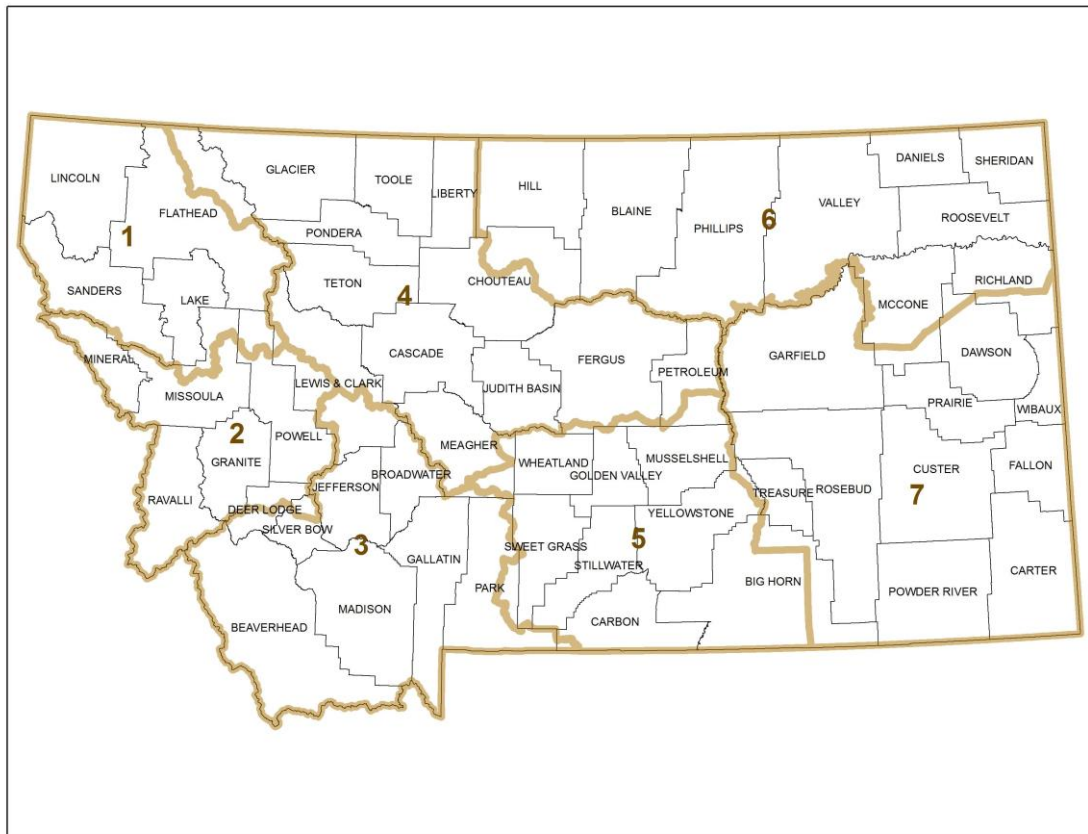 DANIELS
SHERIDAN
GLACIER
TOOLE
LIBERTY
HILL
LINCOLN
BLAINE
VALLEY
FLATHEAD
PHILLIPS
6
ROOSEVELT
1
PONDERA
CHOUTEAU
TETON
RICHLAND
SANDERS
LAKE
4
MCCONE
CASCADE
FERGUS
GARFIELD
DAWSON
MINERAL
PETROLEUM
LEWIS & CLARK
JUDITH BASIN
MISSOULA
PRAIRIE
WIBAUX
2
POWELL
MEAGHER
WHEATLAND
MUSSELSHELL
GRANITE
BROADWATER
GOLDEN VALLEY
CUSTER
FALLON
JEFFERSON
ROSEBUD
7
RAVALLI
TREASURE
DEER LODGE
YELLOWSTONE
SILVER BOW
5
3
SWEET GRASS
GALLATIN
STILLWATER
CARTER
BIG HORN
PARK
POWDER RIVER
MADISON
CARBON
BEAVERHEAD